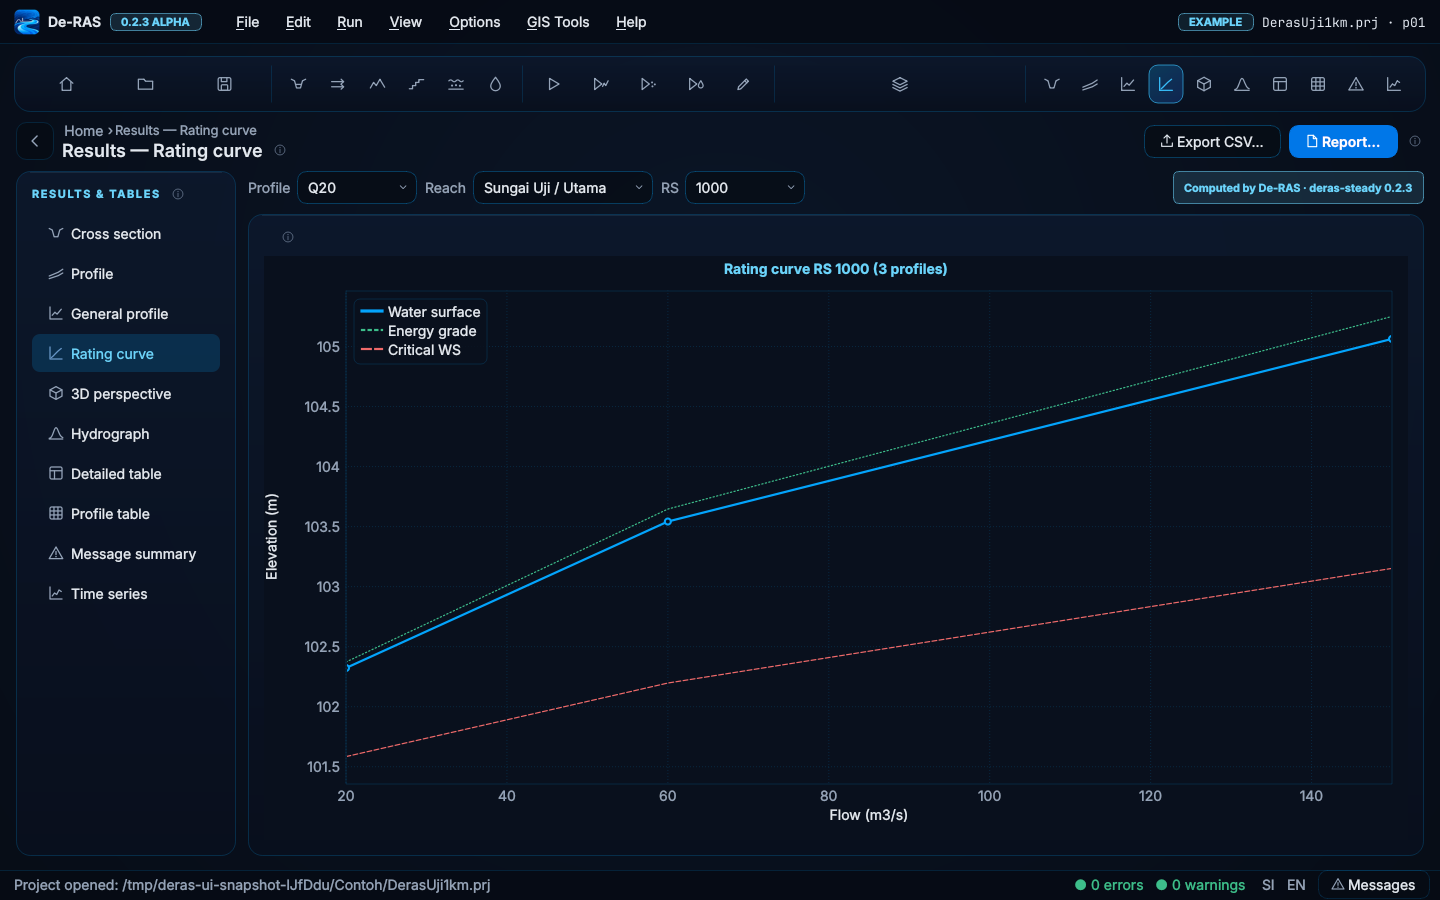 De-RAS 0.2.3 ALPHA File Edit Run View Options GIS Tools Help EXAMPLE DerasUji1km.prj · p01
Home › Results — Rating curve
Results — Rating curve
Export CSV... Report...
RESULTS & TABLES
Cross section
Profile
General profile
Rating curve
3D perspective
Hydrograph
Detailed table
Profile table
Message summary
Time series
Profile Q20 Reach Sungai Uji / Utama RS 1000 Computed by De-RAS · deras-steady 0.2.3
Rating curve RS 1000 (3 profiles)
Water surface
Energy grade
Critical WS
105
104.5
104
103.5
103
102.5
102
101.5
Elevation (m)
20 40 60 80 100 120 140
Flow (m3/s)
Project opened: /tmp/deras-ui-snapshot-IJfDdu/Contoh/DerasUji1km.prj 0 errors 0 warnings SI EN Messages